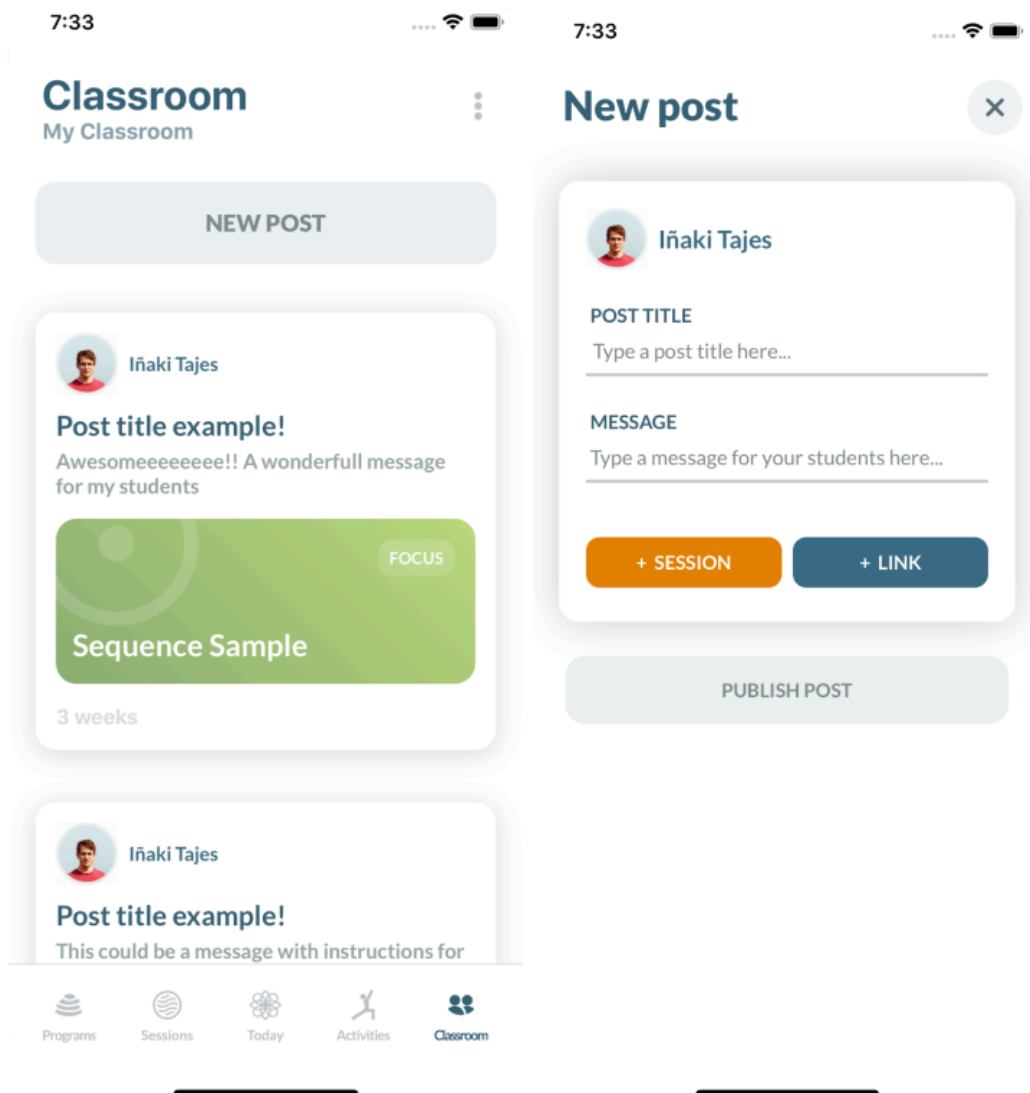 7:33
Classroom
My Classroom
NEW POST
Iñaki Tajes
Post title example!
Awesomeeeeeeee!! A wonderfull message
for my students
FOCUS
Sequence Sample
3 weeks
Iñaki Tajes
Post title example!
This could be a message with instructions for
Programs
Sessions
Today
Activities
Classroom
7:33
New post
Iñaki Tajes
POST TITLE
Type a post title here...
MESSAGE
Type a message for your students here...
+ SESSION
+ LINK
PUBLISH POST